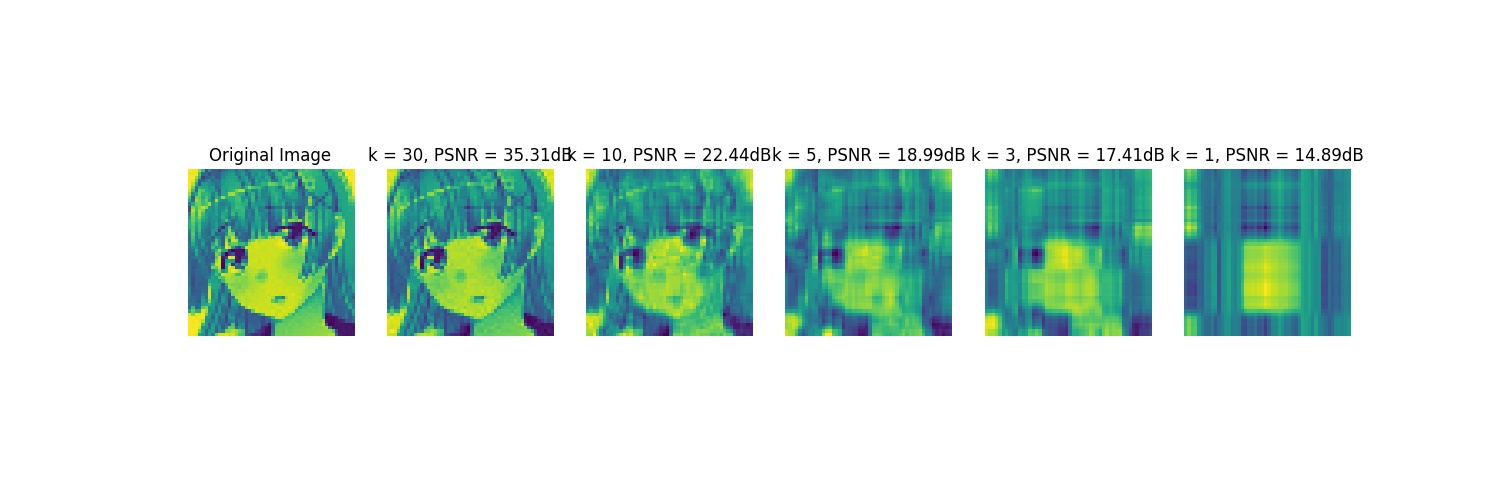 Original Image
k = 30, PSNR = 35.31dB
k = 10, PSNR = 22.44dB
k = 5, PSNR = 18.99dB
k = 3, PSNR = 17.41dB
k = 1, PSNR = 14.89dB